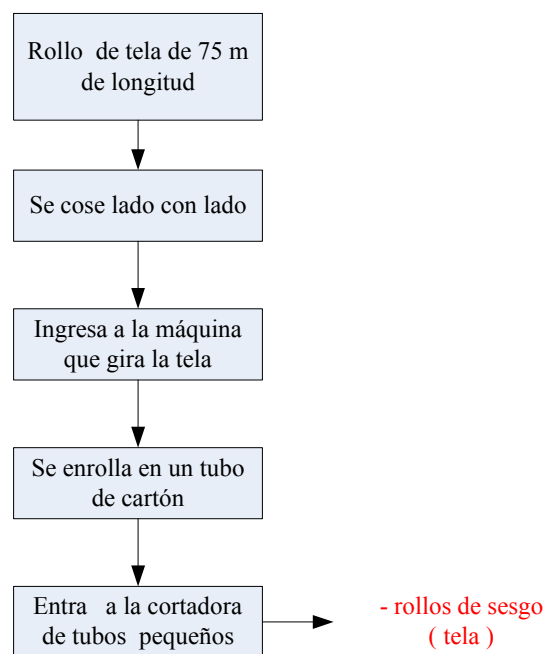 Rollo de tela de 75 m
de longitud
Se cose lado con lado
Ingresa a la máquina
que gira la tela
Se enrolla en un tubo
de cartón
Entra a la cortadora
de tubos pequeños
- rollos de sesgo
( tela )